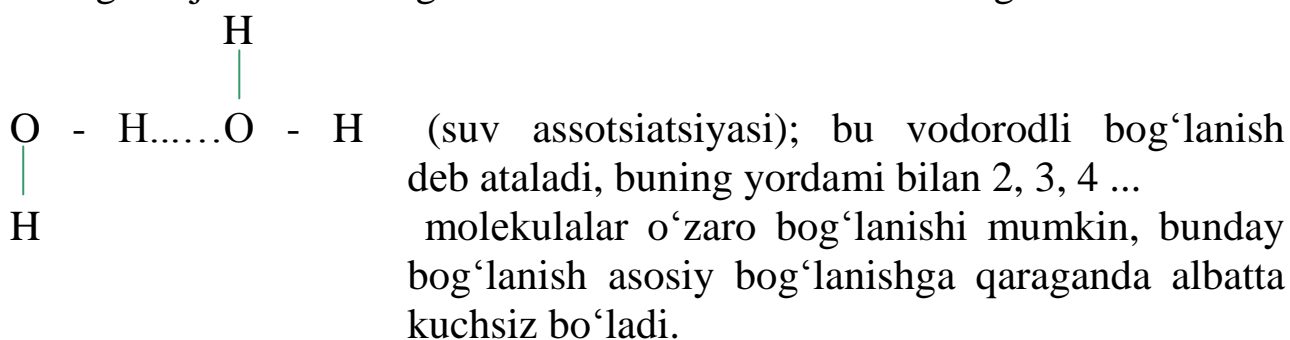 H
O - H...…O - H (suv assotsiatsiyasi); bu vodorodli bog‘lanish
deb ataladi, buning yordami bilan 2, 3, 4 ...
H molekulalar o‘zaro bog‘lanishi mumkin, bunday
bog‘lanish asosiy bog‘lanishga qaraganda albatta
kuchsiz bo‘ladi.